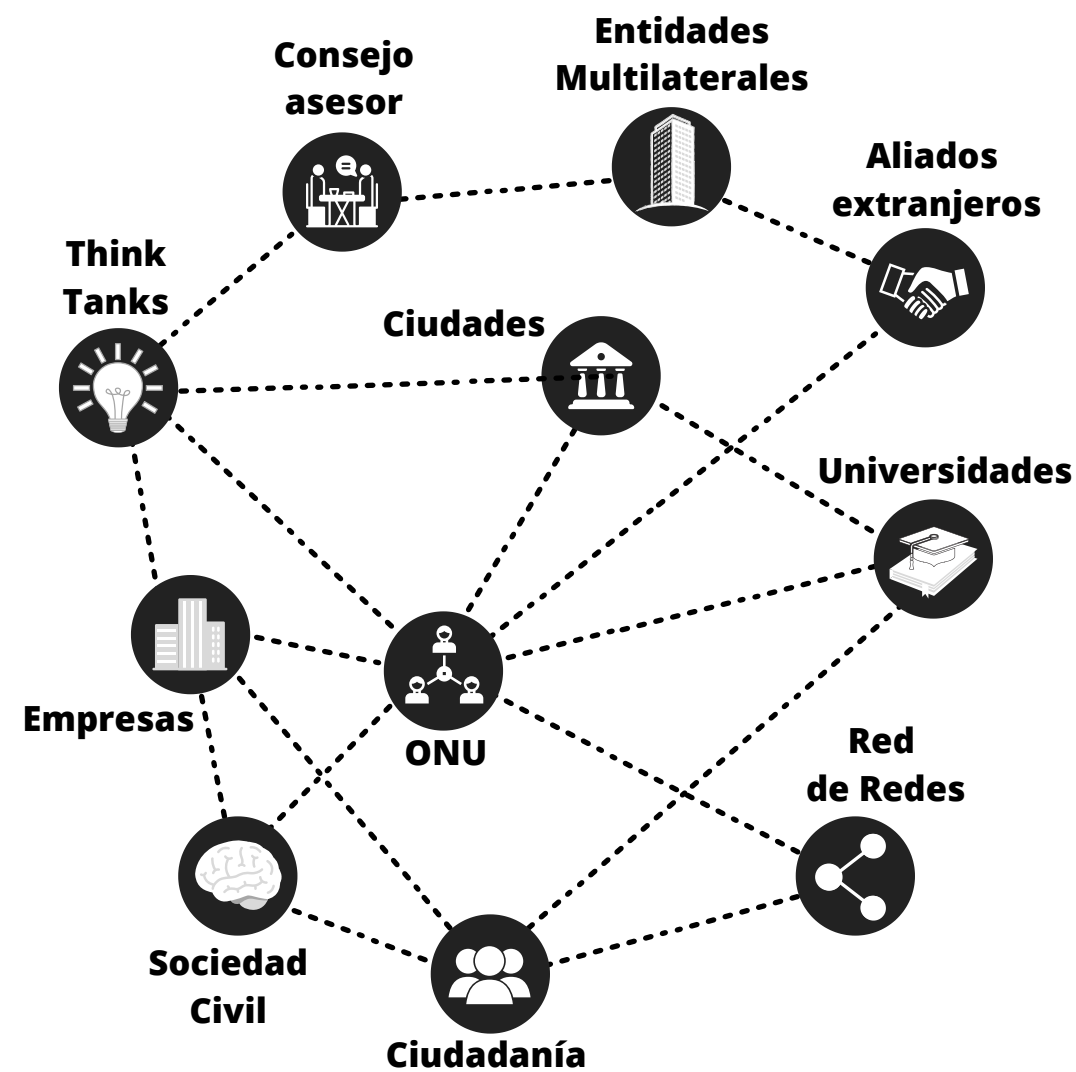 Entidades
Multilaterales
Consejo
asesor
Aliados
extranjeros
Think
Tanks
Ciudades
Universidades
Empresas
ONU
Red
de Redes
Sociedad
Civil
Ciudadanía